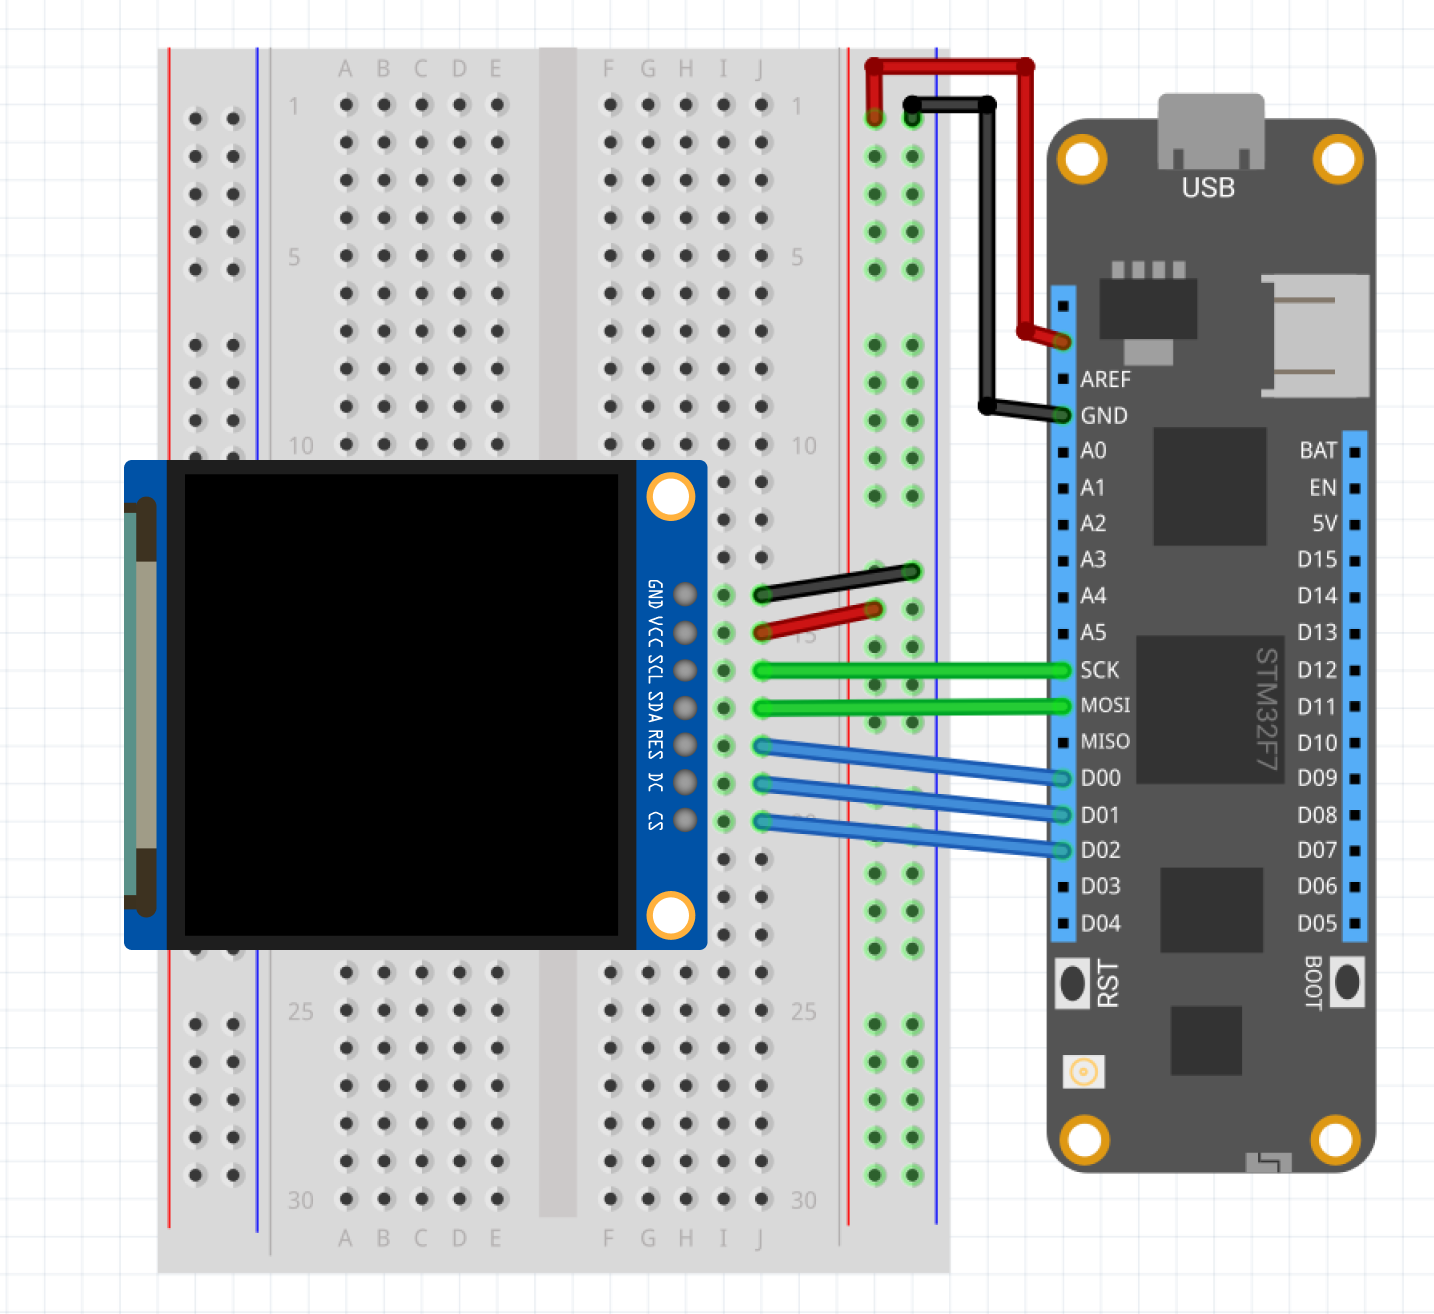 A B C D E F G H I J
1 1
5 5
10 10
15
20
25 25
30 30
A B C D E F G H I J
GND
VCC
SCL
SDA
RES
DC
CS
USB
AREF
GND
A0
A1
A2
A3
A4
A5
SCK
MOSI
MISO
D00
D01
D02
D03
D04
RST
BAT
EN
5V
D15
D14
D13
D12
D11
D10
D09
D08
D07
D06
D05
BOOT
STM32F7